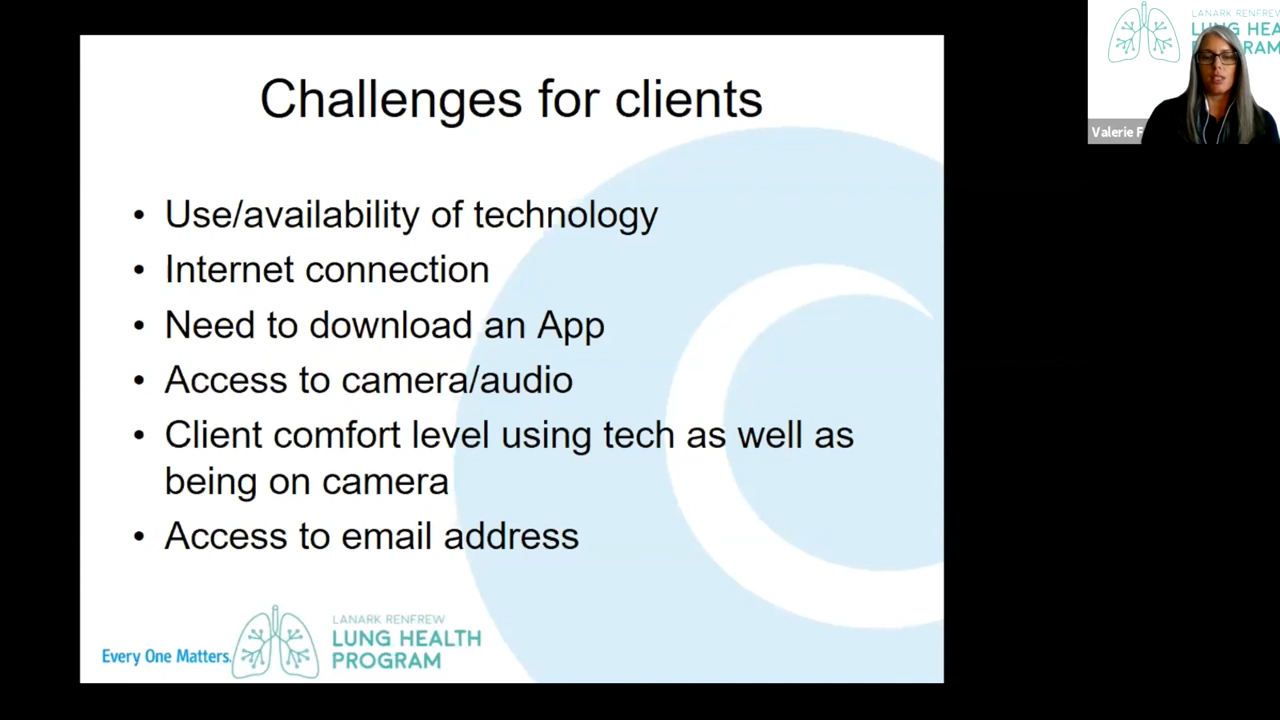 Challenges for clients
• Use/availability of technology
• Internet connection
• Need to download an App
• Access to camera/audio
• Client comfort level using tech as well as
being on camera
• Access to email address
Every One Matters.
LANARK RENFREW
LUNG HEALTH
PROGRAM
LANARK RENFREW
LUNG HEA
PROGRAM
Valerie F